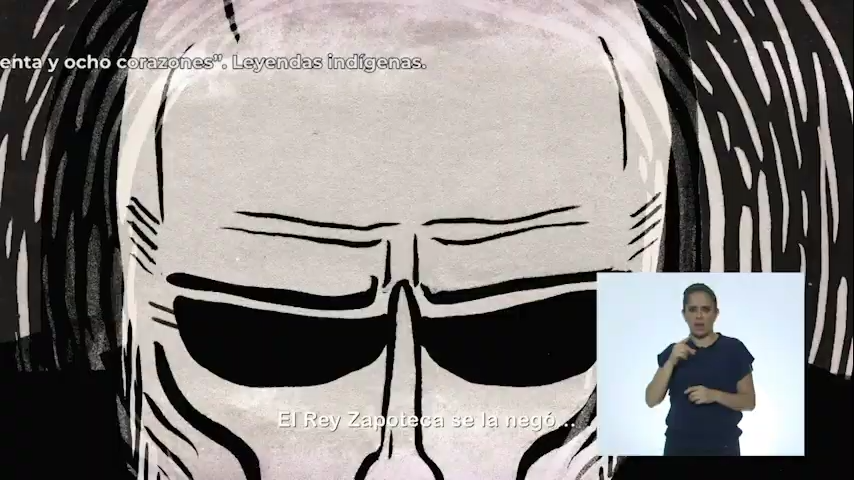 enta y ocho corazones". Leyendas indígenas.
El Rey Zapoteca se la negó...